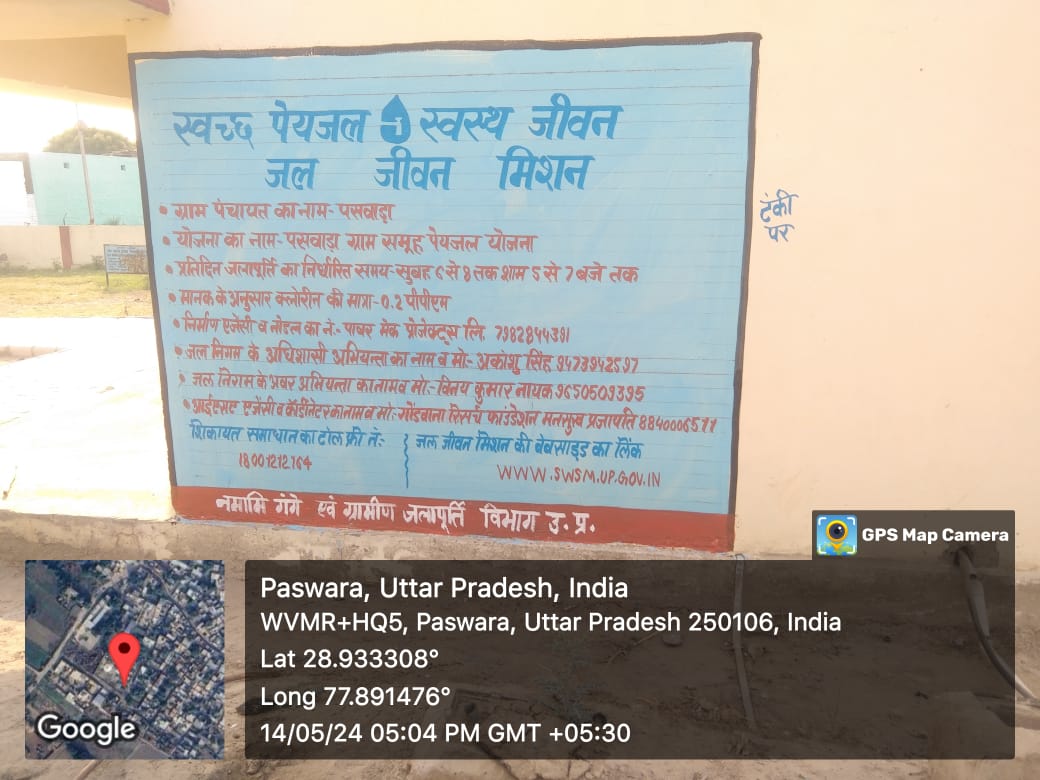 स्वच्छ पेयजल स्वस्थ जीवन
जल जीवन मिशन
• ग्राम पंचायत का नाम- पसवाड़ा
• योजना का नाम- पसवाड़ा ग्राम समूह पेयजल योजना
• प्रतिदिन जलापूर्ति का निर्धारित समय- सुबह 6 से 8 तक शाम 5 से 7 बजे तक
• मानक के अनुसार क्लोरीन की मात्रा- 0.2 पीपीएम
• निर्माण एजेंसी व नोडल का नं:- पावर मेक प्रोजेक्ट्स लि. 7982844391
• जल निगम के अधिशासी अभियन्ता का नाम व मो:- अकांशु सिंह 9473942597
• जल निगम के अवर अभियन्ता का नाम व मो:- विनय कुमार नायक 9650509395
• आईएसए एजेंसी व कॉर्डीनेटर का नाम व मो:- गोंडवाना रिसर्च फाउंडेशन मनमुख प्रजापति
शिकायत समाधान का टोल फ्री नं:-
18001212164
जल जीवन मिशन की वेबसाइड का लिंक
WWW.SWSM.UP.GOV.IN
नमामि गंगे एवं ग्रामीण जलापूर्ति विभाग उ. प्र.
टंकी
पर
GPS Map Camera
Google
Paswara, Uttar Pradesh, India
WVMR+HQ5, Paswara, Uttar Pradesh 250106, India
Lat 28.933308°
Long 77.891476°
14/05/24 05:04 PM GMT +05:30